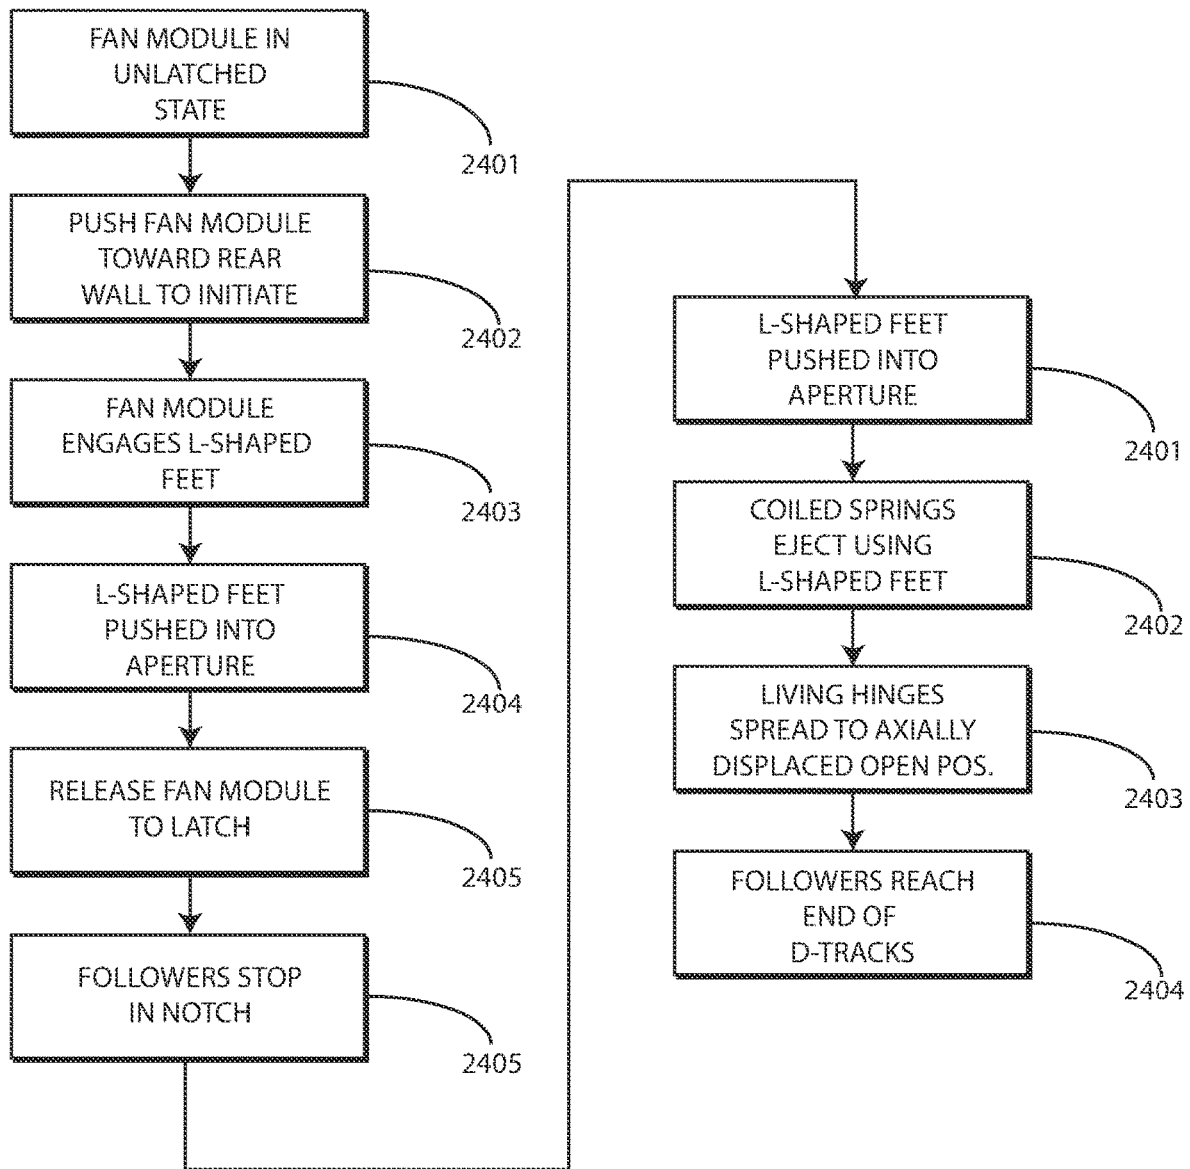 FAN MODULE IN
UNLATCHED
STATE
2401
PUSH FAN MODULE
TOWARD REAR
WALL TO INITIATE
2402
FAN MODULE
ENGAGES L-SHAPED
FEET
2403
L-SHAPED FEET
PUSHED INTO
APERTURE
2404
RELEASE FAN MODULE
TO LATCH
2405
FOLLOWERS STOP
IN NOTCH
2405
L-SHAPED FEET
PUSHED INTO
APERTURE
2401
COILED SPRINGS
EJECT USING
L-SHAPED FEET
2402
LIVING HINGES
SPREAD TO AXIALLY
DISPLACED OPEN POS.
2403
FOLLOWERS REACH
END OF
D-TRACKS
2404